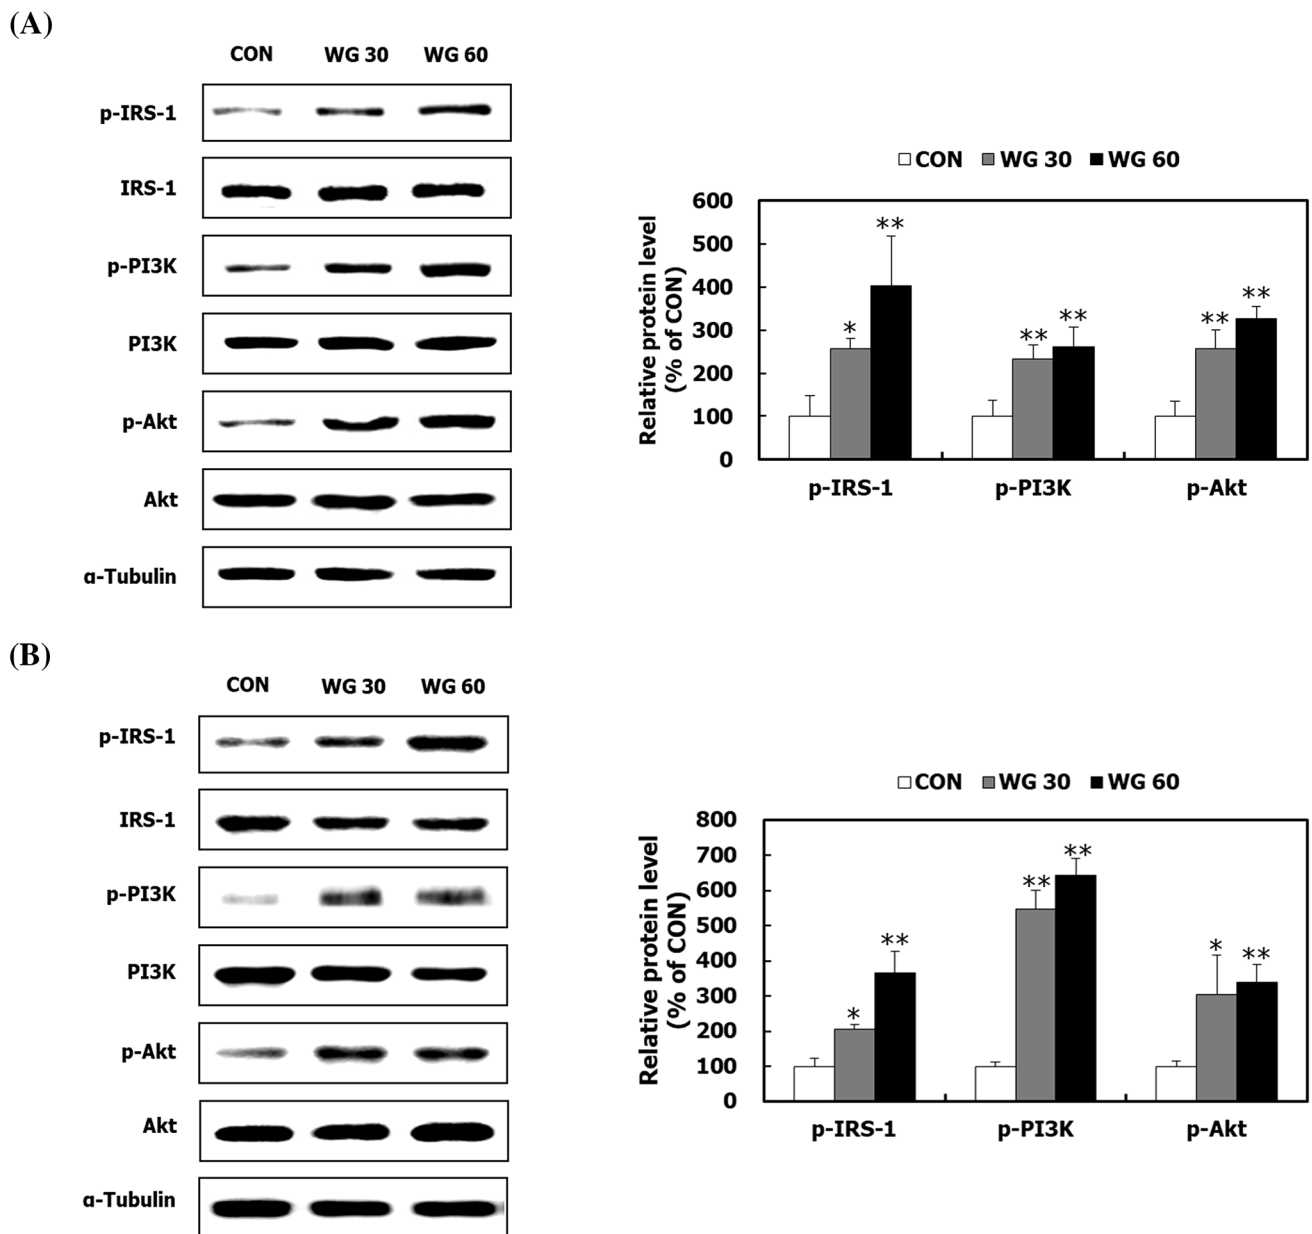 (A)
CON WG 30 WG 60
p-IRS-1
IRS-1
p-PI3K
PI3K
p-Akt
Akt
α-Tubulin
CON WG 30 WG 60
Relative protein level
(% of CON)
600
500
400
300
200
100
0
** * ** ** ** **
p-IRS-1 p-PI3K p-Akt
(B)
CON WG 30 WG 60
p-IRS-1
IRS-1
p-PI3K
PI3K
p-Akt
Akt
α-Tubulin
CON WG 30 WG 60
Relative protein level
(% of CON)
800
700
600
500
400
300
200
100
0
* ** ** ** * **
p-IRS-1 p-PI3K p-Akt